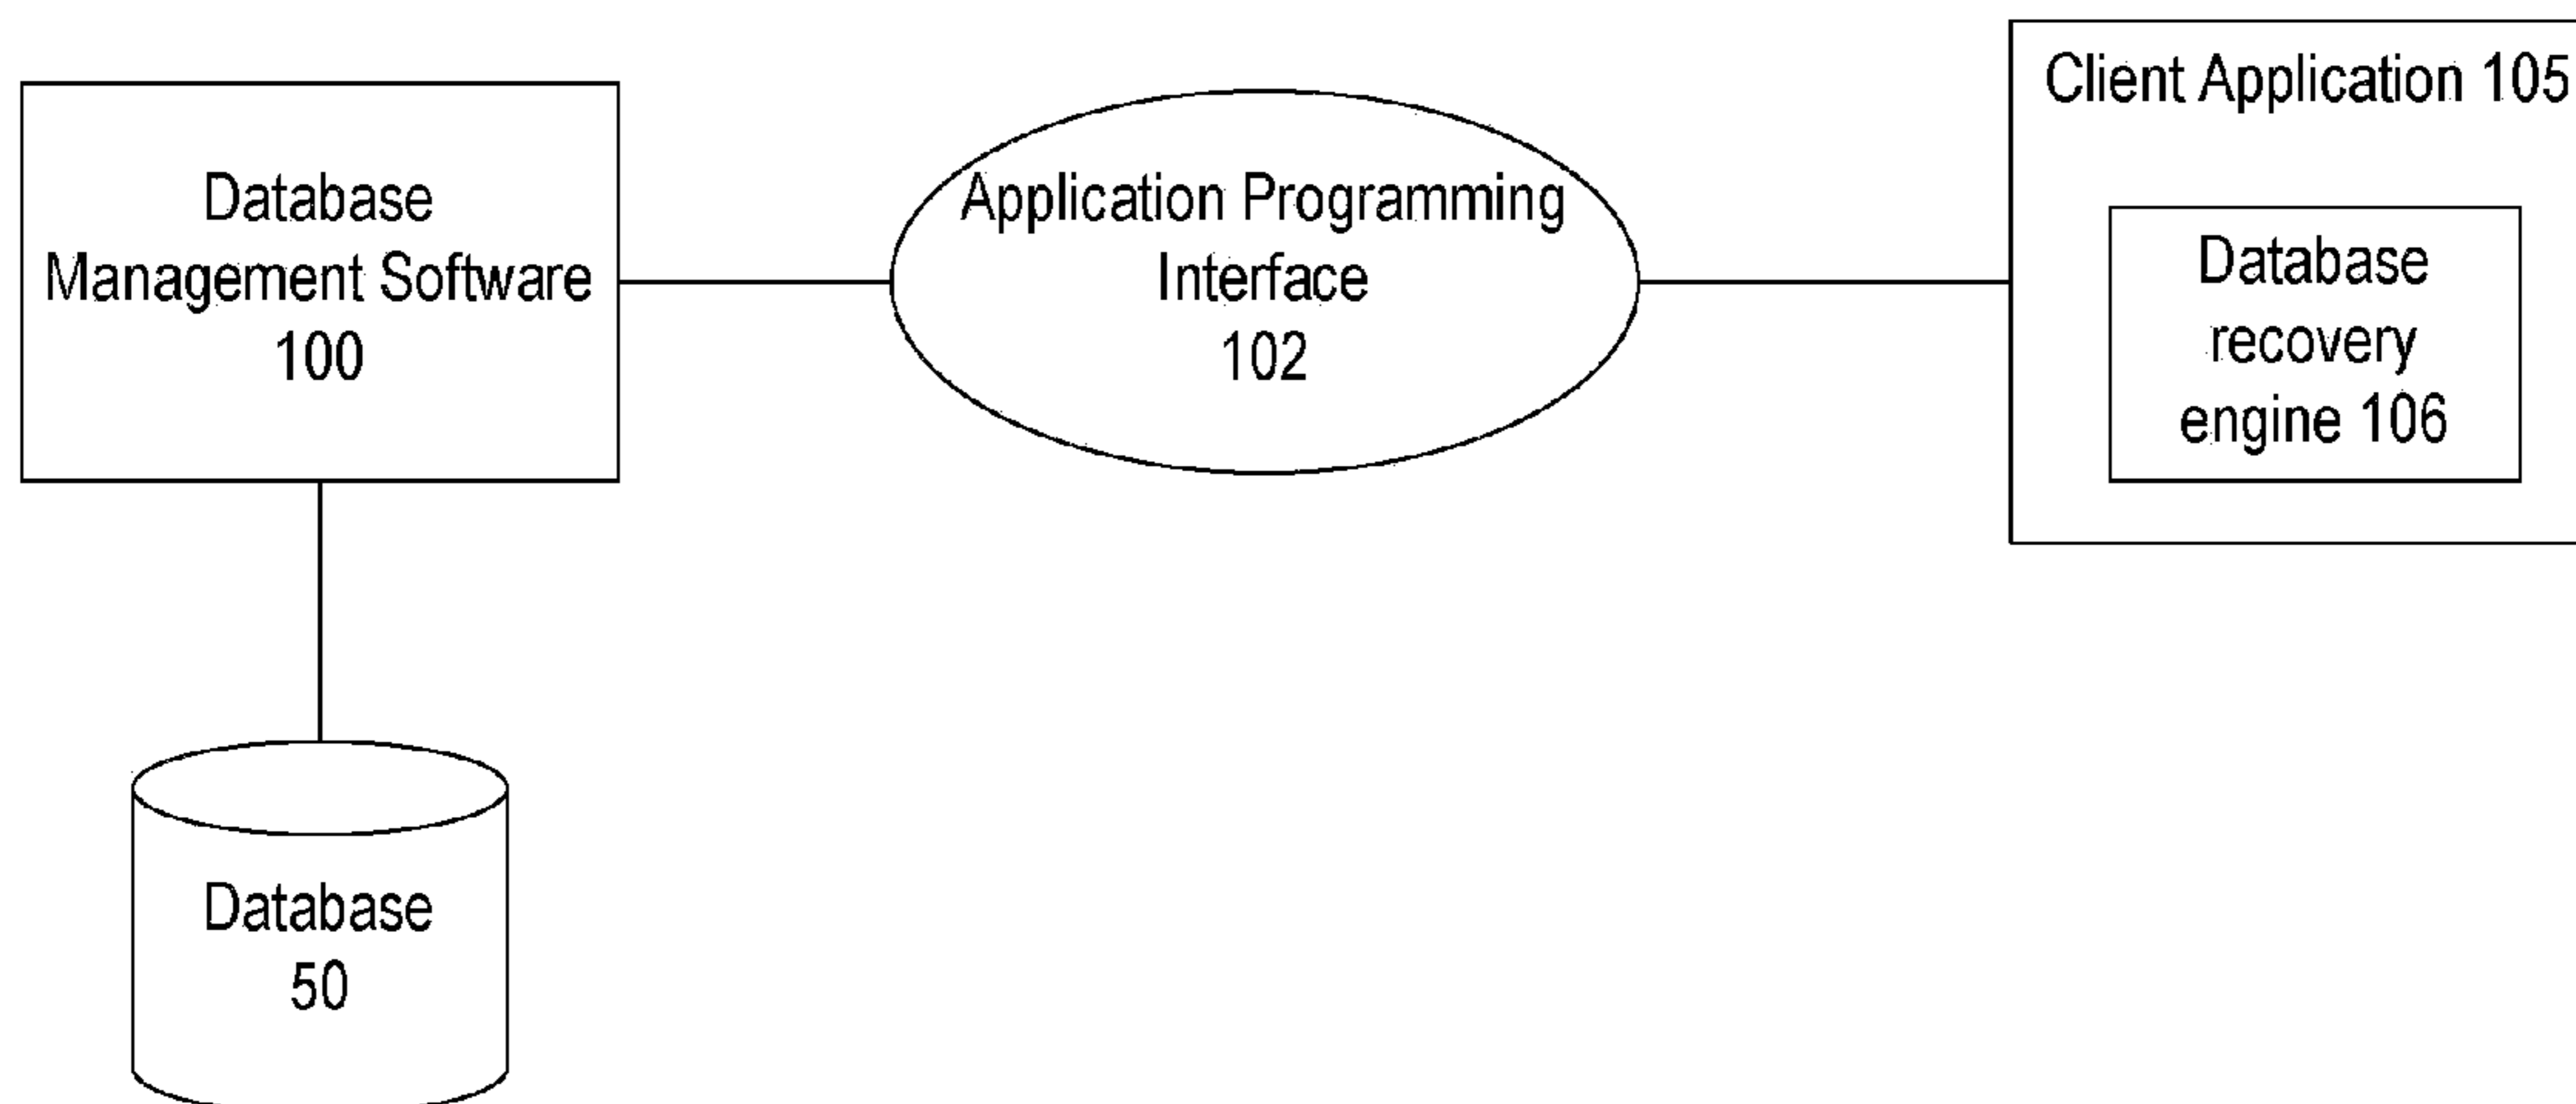 Database
Management Software
100
Application Programming
Interface
102
Client Application 105
Database
recovery
engine 106
Database
50